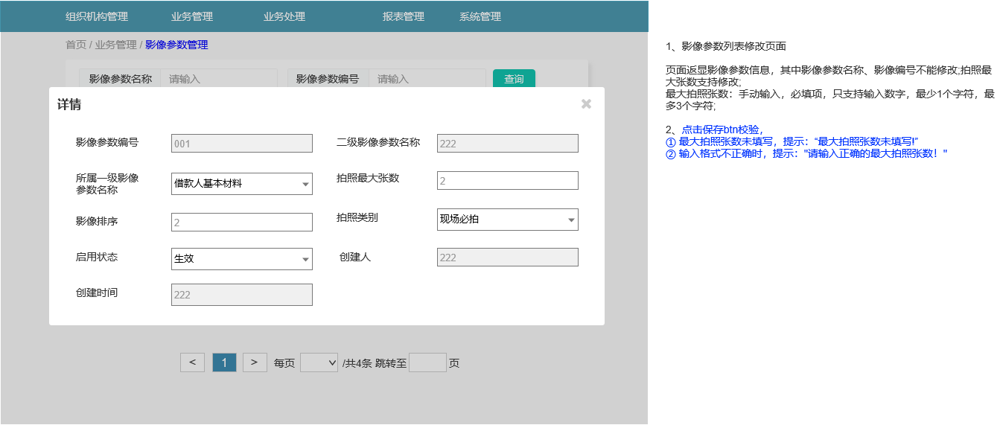 组织机构管理 业务管理 业务处理 报表管理 系统管理
首页 / 业务管理 / 影像参数管理
影像参数名称 请输入 影像参数编号 请输入 查询
详情
影像参数编号 001 二级影像参数名称 222
所属一级影像
参数名称 借款人基本材料 拍照最大张数 2
影像排序 2 拍照类别 现场必拍
启用状态 生效 创建人 222
创建时间 222
< 1 > 每页 /共4条 跳转至 页
1、影像参数列表修改页面
页面返显影像参数信息，其中影像参数名称、影像编号不能修改;拍照最
大张数支持修改;
最大拍照张数：手动输入，必填项，只支持输入数字，最少1个字符，最
多3个字符;
2、点击保存btn校验，
① 最大拍照张数未填写，提示：“最大拍照张数未填写!”
② 输入格式不正确时，提示："请输入正确的最大拍照张数！"